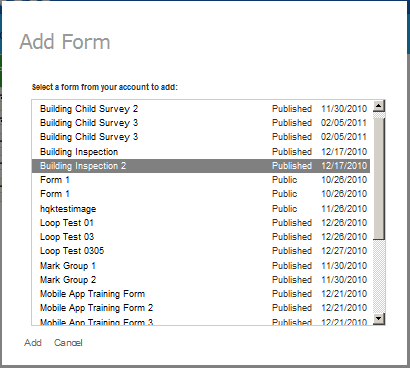 Add Form
Select a form from your account to add:
Building Child Survey 2 Published 11/30/2010
Building Child Survey 3 Published 02/05/2011
Building Child Survey 3 Published 02/05/2011
Building Inspection Published 12/17/2010
Building Inspection 2 Published 12/17/2010
Form 1 Public 10/26/2010
Form 1 Public 10/26/2010
hqktestimage Public 11/26/2010
Loop Test 01 Published 12/26/2010
Loop Test 03 Published 12/26/2010
Loop Test 0305 Published 12/27/2010
Mark Group 1 Published 11/30/2010
Mark Group 2 Published 11/30/2010
Mobile App Training Form Published 12/21/2010
Mobile App Training Form 2 Published 12/21/2010
Mobile App Training Form 3 Published 12/21/2010
Add Cancel